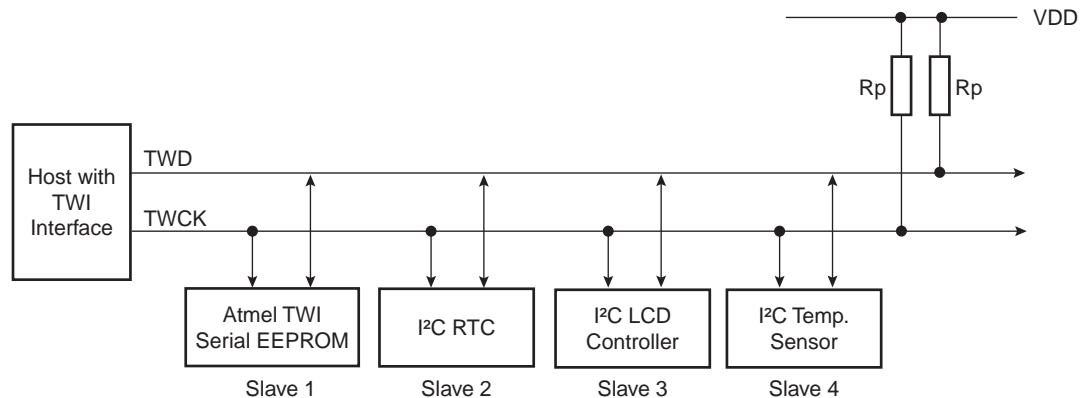 VDD
Rp
Rp
Host with
TWI
Interface
TWD
TWCK
Atmel TWI
Serial EEPROM
Slave 1
I²C RTC
Slave 2
I²C LCD
Controller
Slave 3
I²C Temp.
Sensor
Slave 4